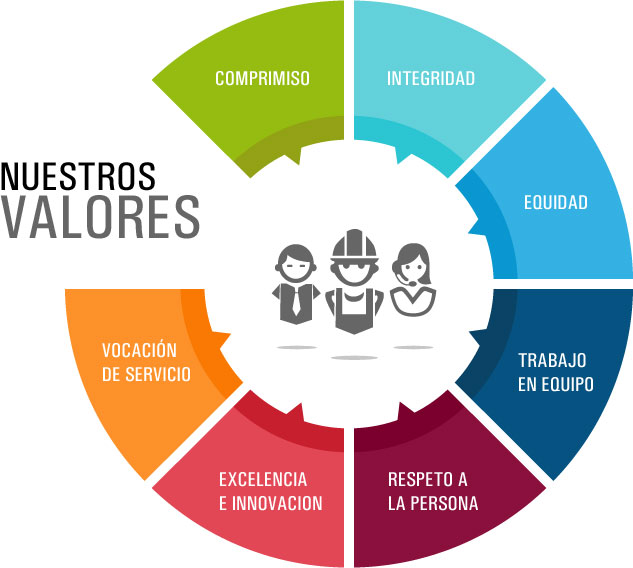 NUESTROS
VALORES
COMPRIMISO
INTEGRIDAD
EQUIDAD
TRABAJO
EN EQUIPO
RESPETO A
LA PERSONA
EXCELENCIA
E INNOVACION
VOCACIÓN
DE SERVICIO